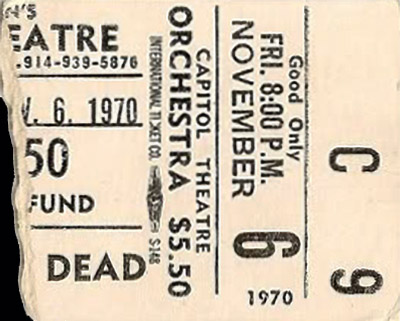 N'S
EATRE
.914-939-5876
V. 6, 1970
50
FUND
DEAD
INTERNATIONAL TICKET CO.
S148
ORCHESTRA $5.50
CAPITOL THEATRE
NOVEMBER
6
1970
FRI. 8:00 P.M.
Good Only
C 9